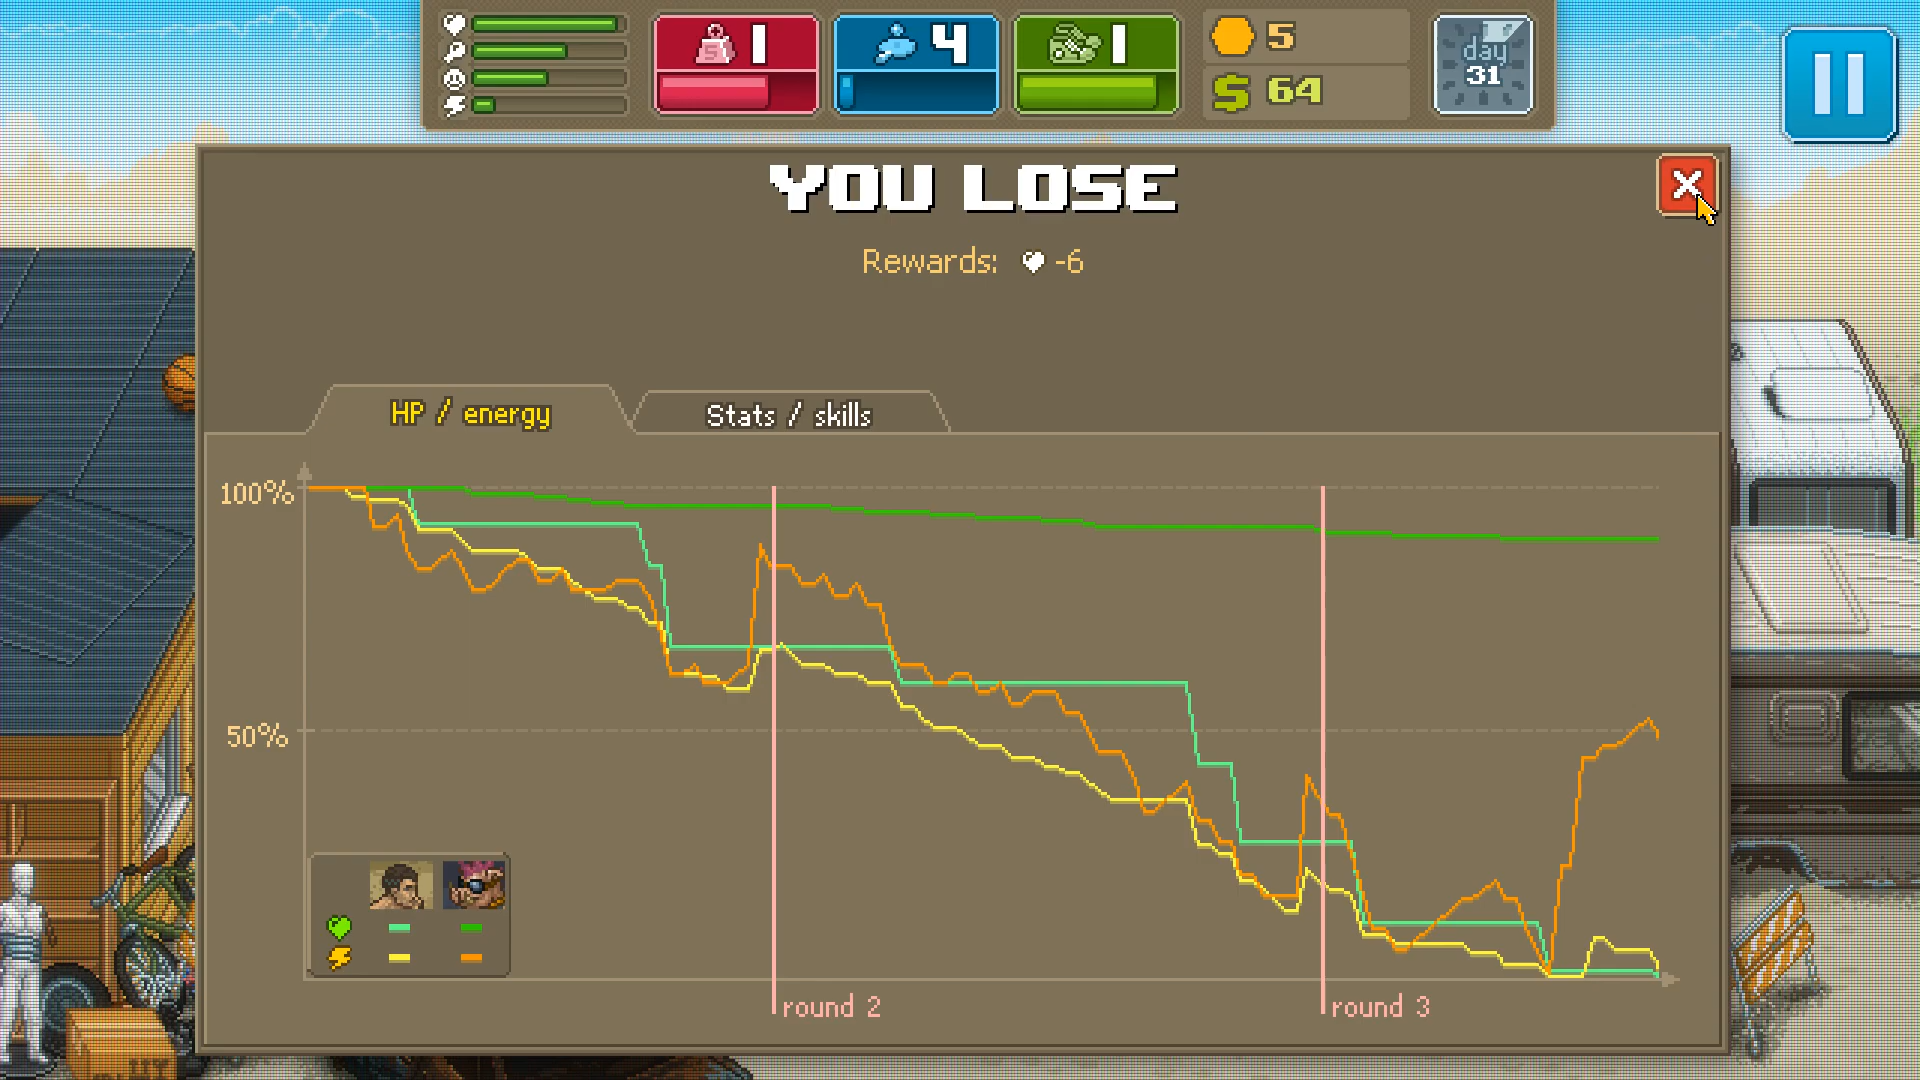 1
4
1
5
$ 64
day
31
YOU LOSE
Rewards: -6
HP / energy
Stats / skills
100%
50%
round 2
round 3